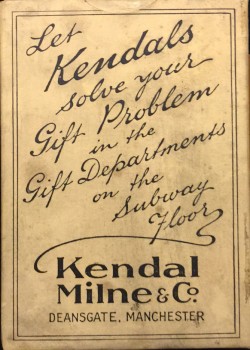 Let
Kendals
solve your
Gift Problem
in the
Gift Departments
on the
Subway
Floor
Kendal
Milne & Co.
DEANSGATE, MANCHESTER